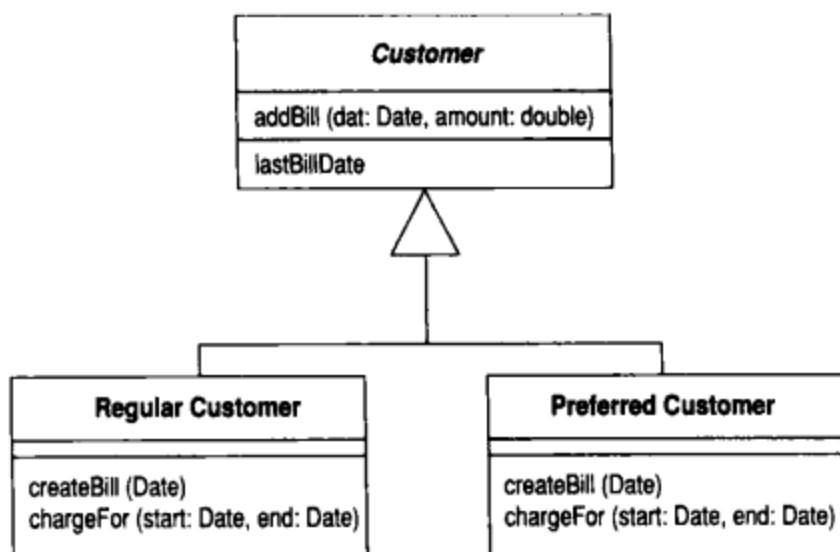 Customer
addBill (dat: Date, amount: double)
lastBillDate
Regular Customer
createBill (Date)
chargeFor (start: Date, end: Date)
Preferred Customer
createBill (Date)
chargeFor (start: Date, end: Date)